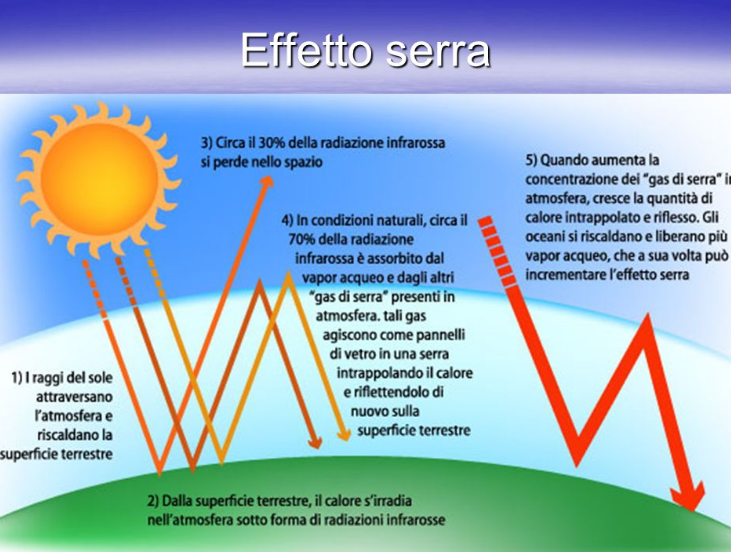 Effetto serra
1) I raggi del sole
attraversano
l'atmosfera e
riscaldano la
superficie terrestre
2) Dalla superficie terrestre, il calore s'irradia
nell'atmosfera sotto forma di radiazioni infrarosse
3) Circa il 30% della radiazione infrarossa
si perde nello spazio
4) In condizioni naturali, circa il
70% della radiazione
infrarossa è assorbito dal
vapor acqueo e dagli altri
"gas di serra" presenti in
atmosfera. tali gas
agiscono come pannelli
di vetro in una serra
intrappolando il calore
e riflettendolo di
nuovo sulla
superficie terrestre
5) Quando aumenta la
concentrazione dei "gas di serra"
atmosfera, cresce la quantità di
calore intrappolato e riflesso. Gli
oceani si riscaldano e liberano più
vapor acqueo, che a sua volta può
incrementare l'effetto serra